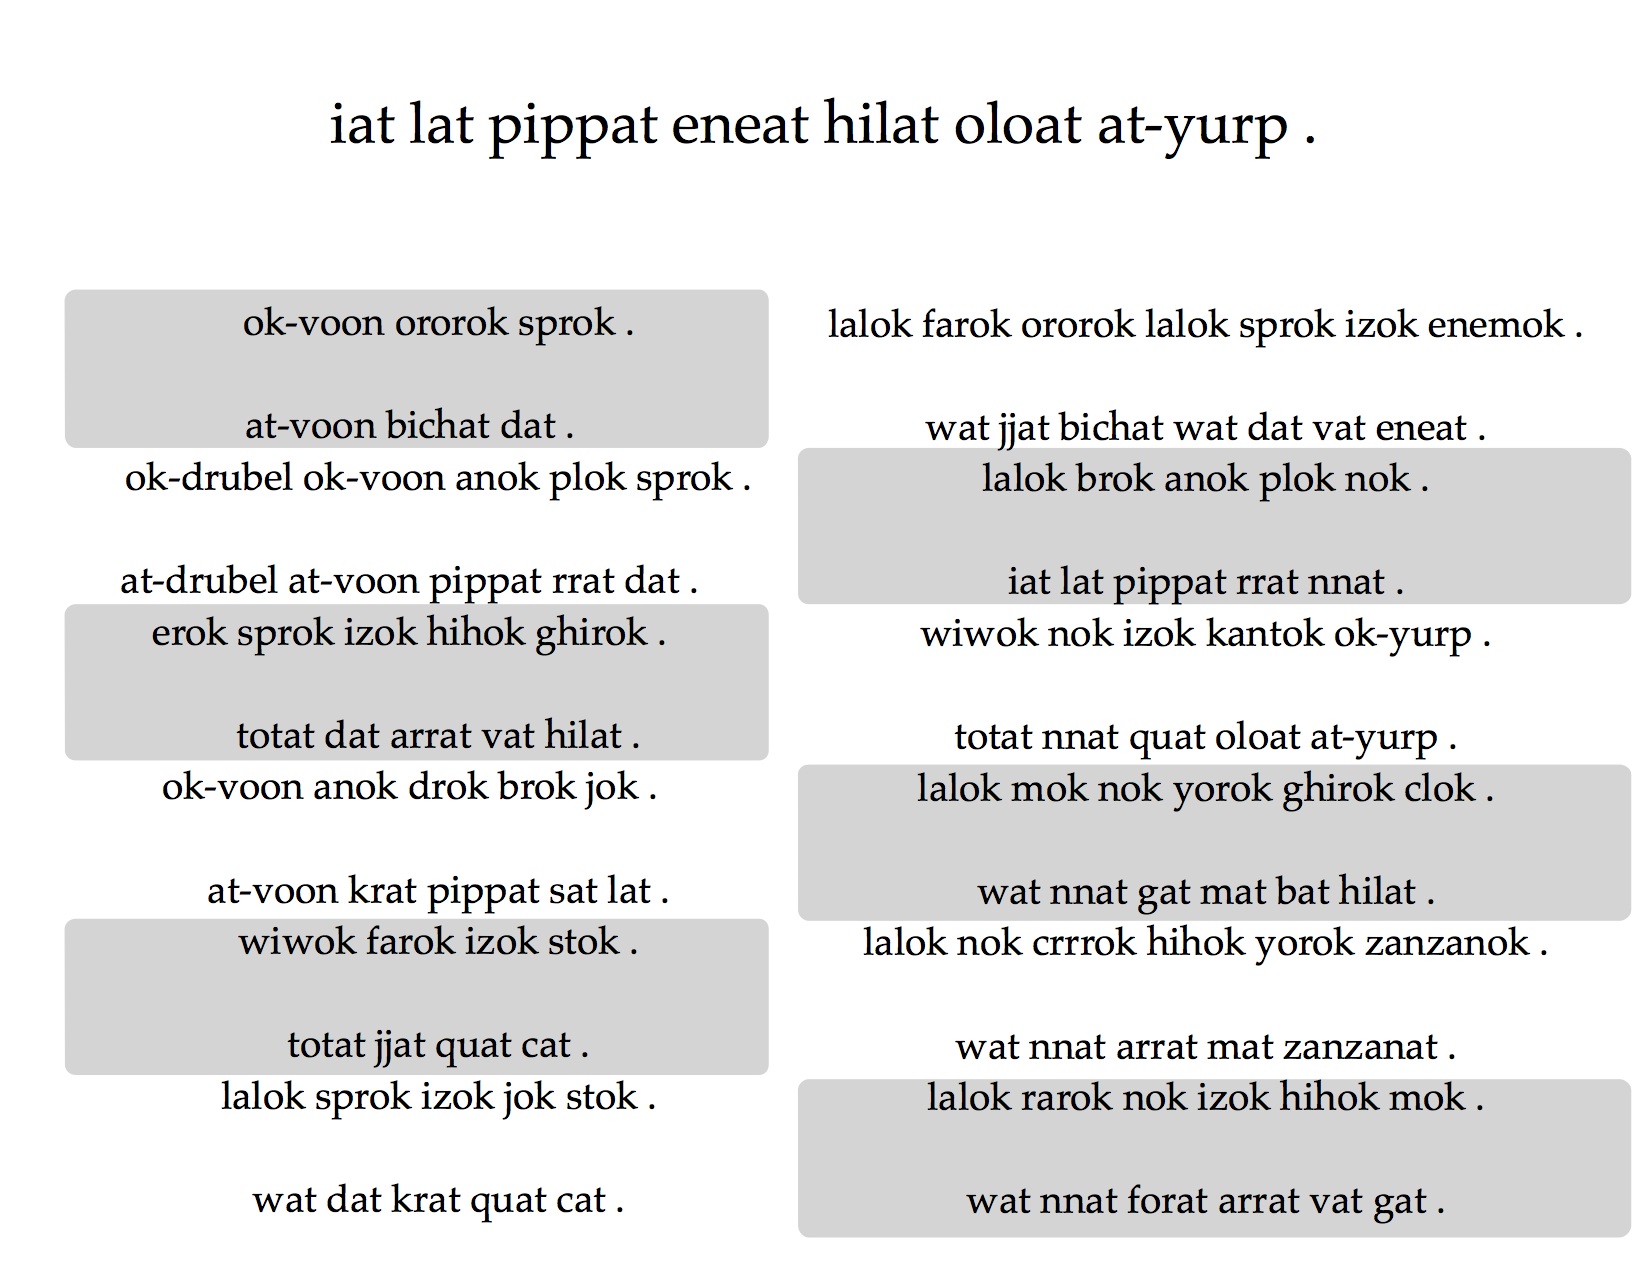 iat lat pippat eneat hilat oloat at-yurp .
ok-voon ororok sprok .
at-voon bichat dat .
ok-drubel ok-voon anok plok sprok .
at-drubel at-voon pippat rrat dat .
erok sprok izok hihok ghirok .
totat dat arrat vat hilat .
ok-voon anok drok brok jok .
at-voon krat pippat sat lat .
wiwok farok izok stok .
totat jjat quat cat .
lalok sprok izok jok stok .
wat dat krat quat cat .
lalok farok ororok lalok sprok izok enemok .
wat jjat bichat wat dat vat eneat .
lalok brok anok plok nok .
iat lat pippat rrat nnat .
wiwok nok izok kantok ok-yurp .
totat nnat quat oloat at-yurp .
lalok mok nok yorok ghirok clok .
wat nnat gat mat bat hilat .
lalok nok crrrok hihok yorok zanzanok .
wat nnat arrat mat zanzanat .
lalok rarok nok izok hihok mok .
wat nnat forat arrat vat gat .